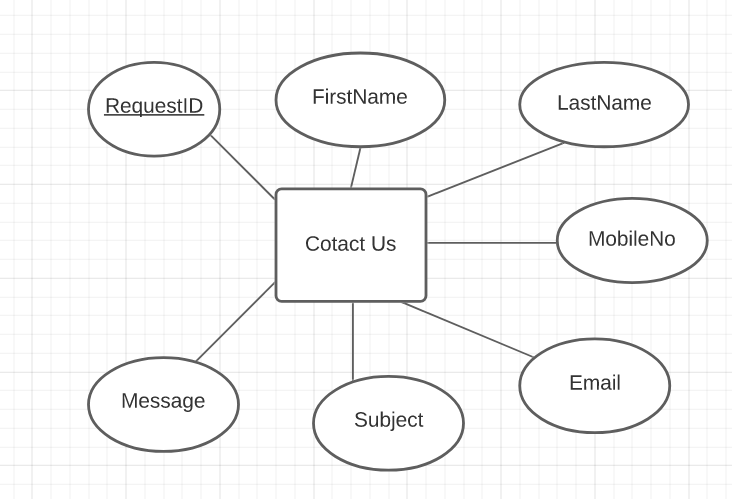 RequestID
FirstName
LastName
Cotact Us
MobileNo
Message
Subject
Email